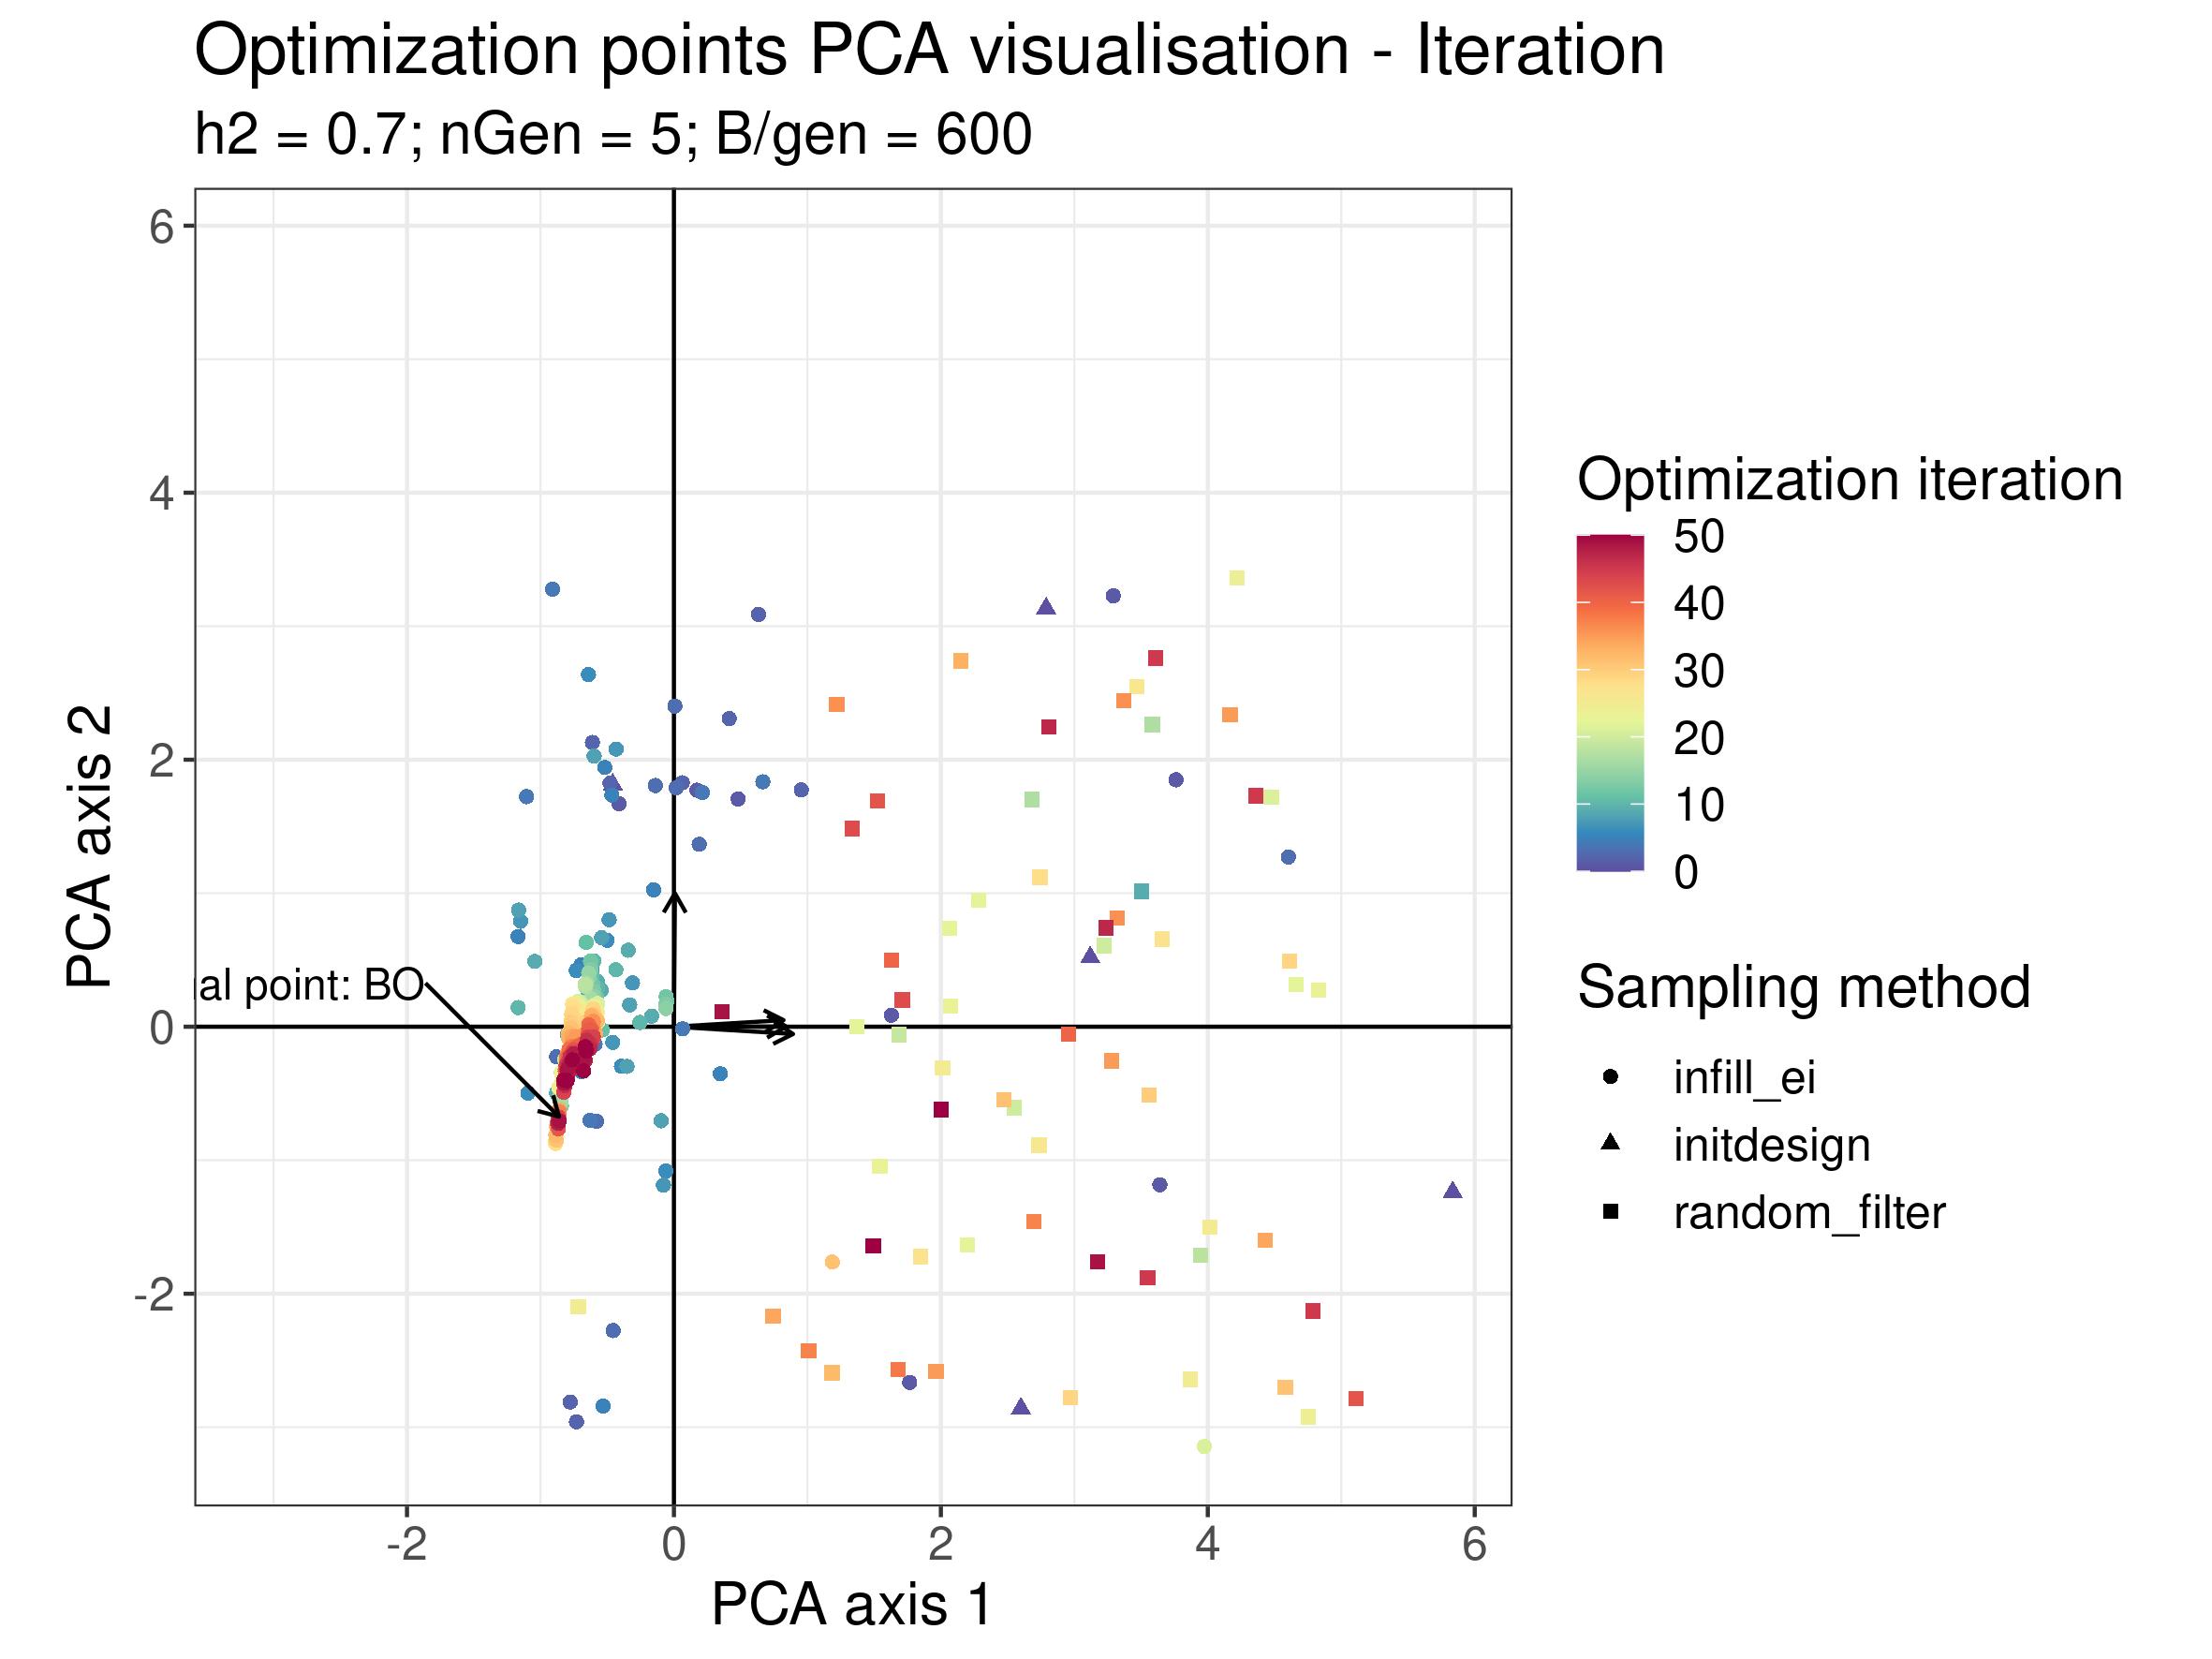 Optimization points PCA visualisation - Iteration
h2 = 0.7; nGen = 5; B/gen = 600
6
4
2
0
-2
PCA axis 2
al point: BO
-2
0
2
4
6
PCA axis 1
Optimization iteration
50
40
30
20
10
0
Sampling method
infill_ei
initdesign
random_filter